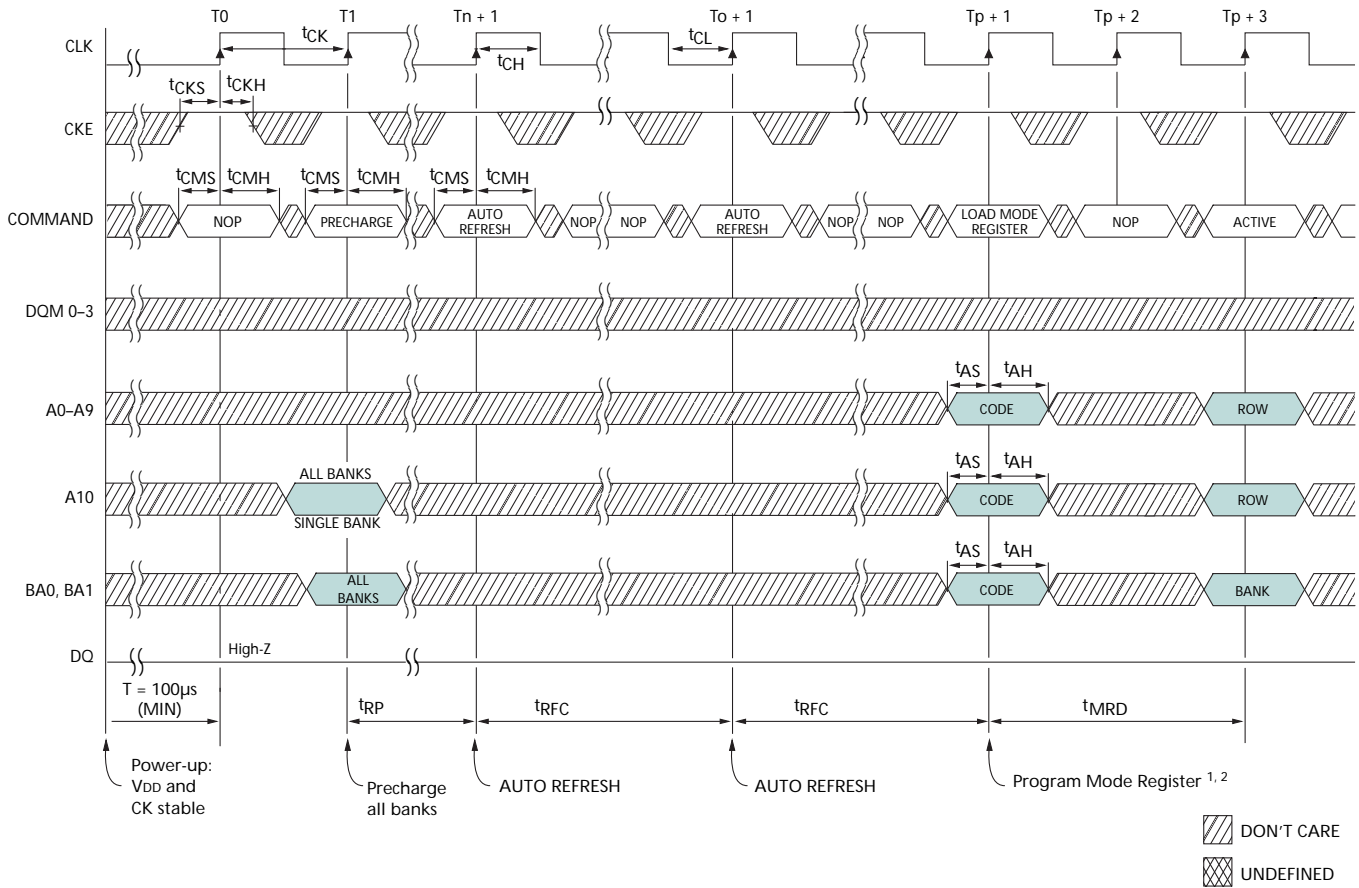 T0 T1 Tn + 1 To + 1 Tp + 1 Tp + 2 Tp + 3
CLK
tCK
tCH
tCL
tCKS tCKH
CKE
tCMS tCMH tCMS tCMH tCMS tCMH
COMMAND
NOP
PRECHARGE
AUTO
REFRESH
NOP
NOP
AUTO
REFRESH
NOP
NOP
LOAD MODE
REGISTER
NOP
ACTIVE
DQM 0–3
tAS tAH
A0–A9
CODE
ROW
ALL BANKS
tAS tAH
A10
CODE
ROW
SINGLE BANK
tAS tAH
BA0, BA1
ALL
BANKS
CODE
BANK
DQ
High-Z
T = 100µs
(MIN)
tRP
tRFC
tRFC
tMRD
Power-up:
VDD and
CK stable
Precharge
all banks
AUTO REFRESH
AUTO REFRESH
Program Mode Register 1, 2
DON'T CARE
UNDEFINED